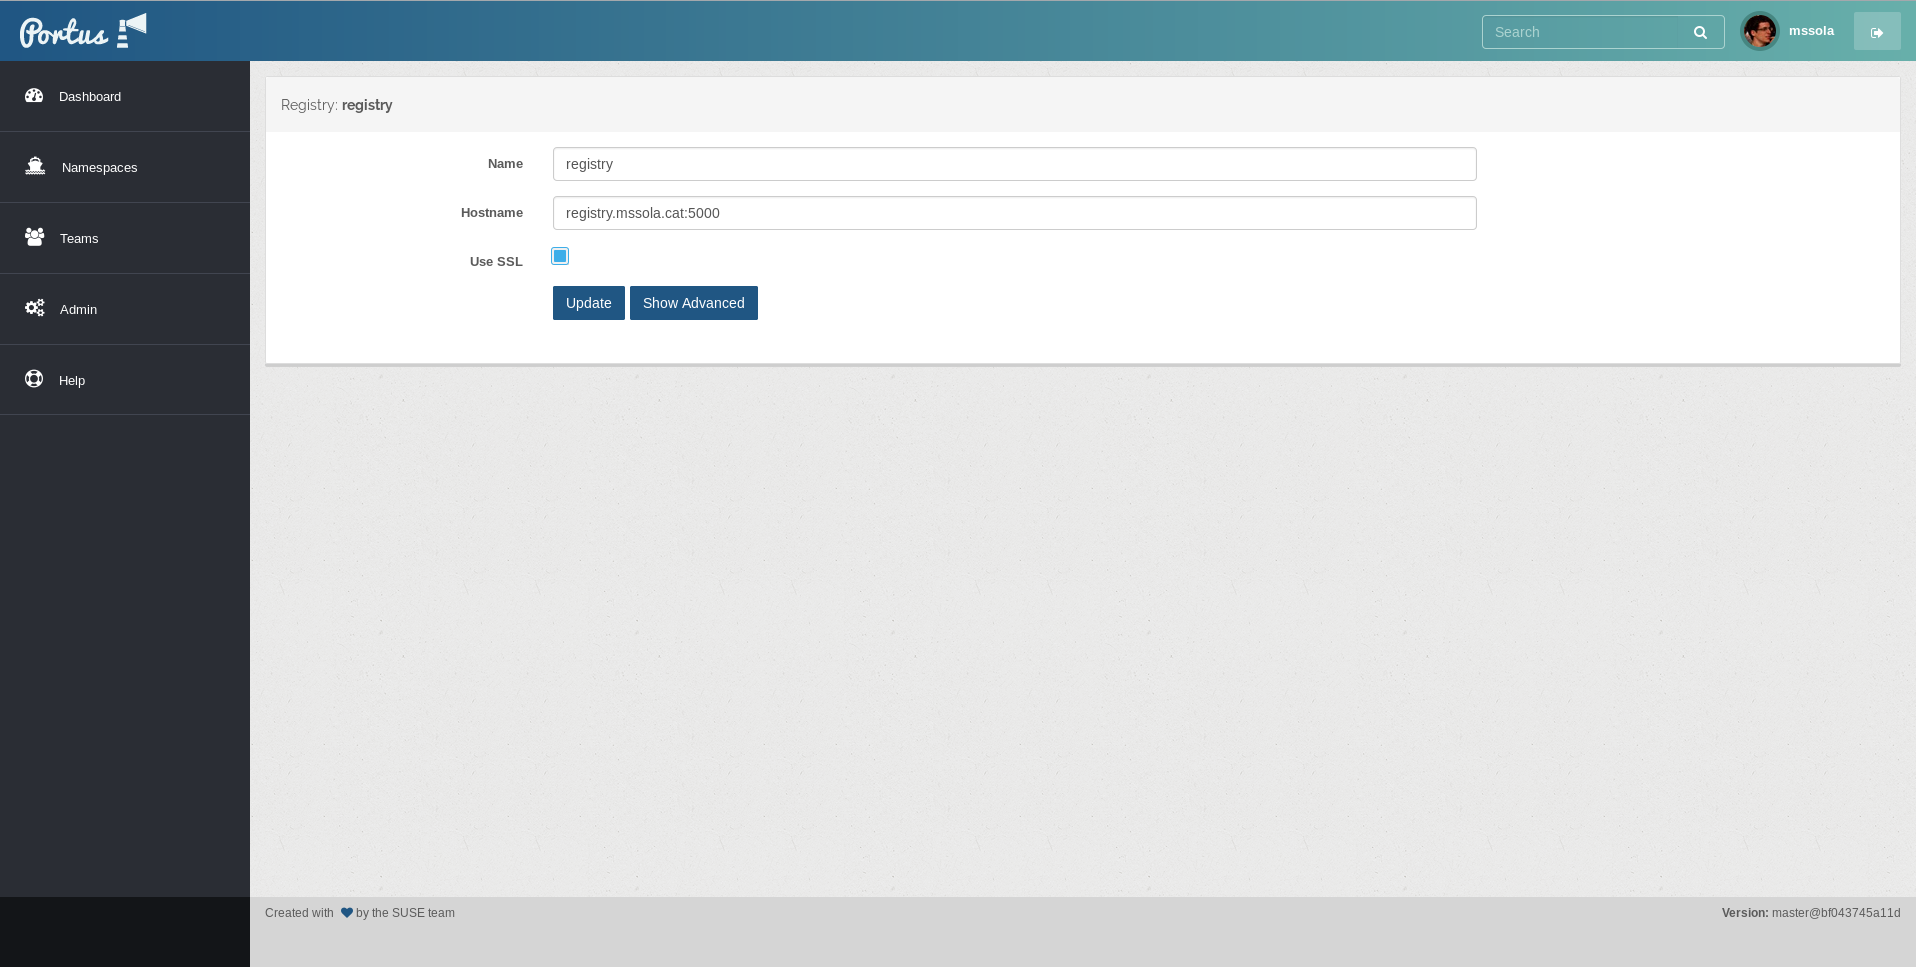 Portus
Search
mssola
Dashboard
Namespaces
Teams
Admin
Help
Registry: registry
Name
registry
Hostname
registry.mssola.cat:5000
Use SSL
Update Show Advanced
Created with by the SUSE team
Version: master@bf043745a11d